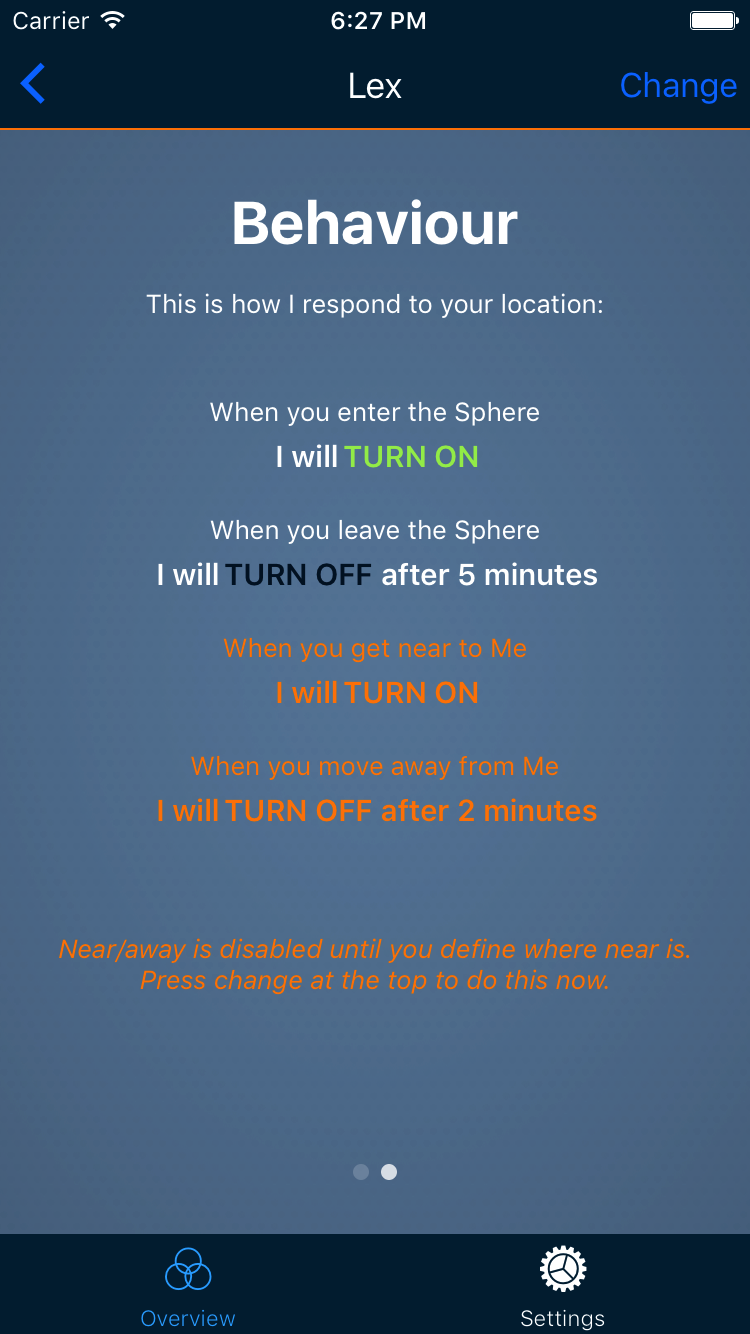 Carrier 6:27 PM
Lex Change
Behaviour
This is how I respond to your location:
When you enter the Sphere
I will TURN ON
When you leave the Sphere
I will TURN OFF after 5 minutes
When you get near to Me
I will TURN ON
When you move away from Me
I will TURN OFF after 2 minutes
Near/away is disabled until you define where near is.
Press change at the top to do this now.
Overview Settings